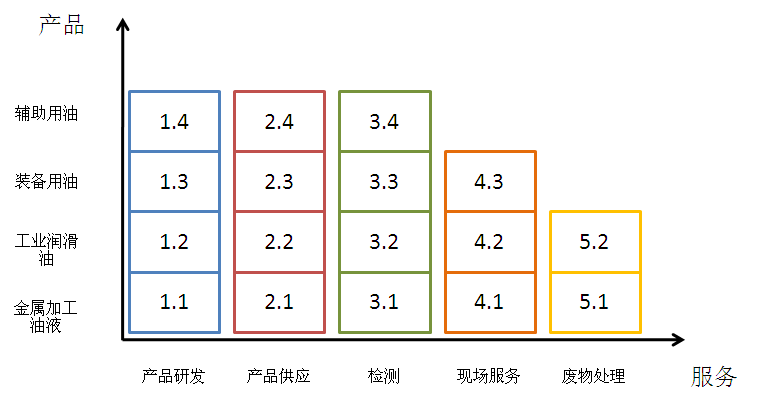 产品
辅助用油
1.4 2.4 3.4
装备用油
1.3 2.3 3.3 4.3
工业润滑
油
1.2 2.2 3.2 4.2 5.2
金属加工
油液
1.1 2.1 3.1 4.1 5.1
产品研发 产品供应 检测 现场服务 废物处理
服务